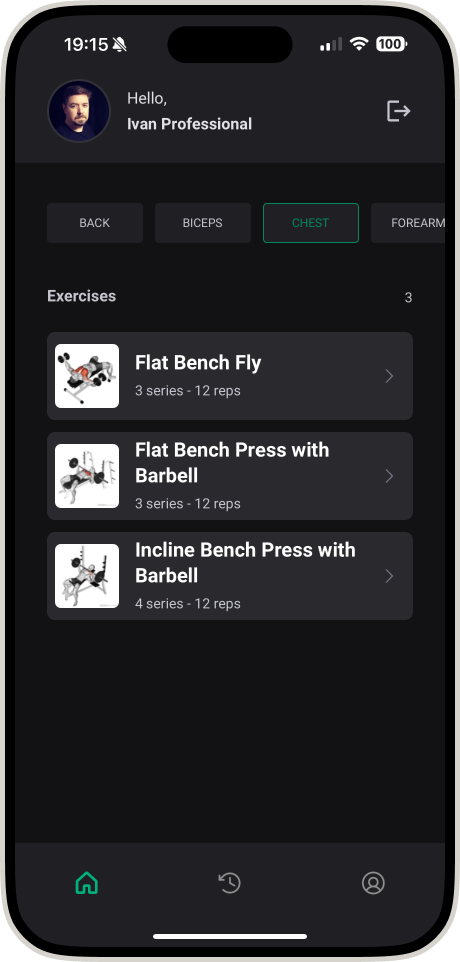 19:15
100
Hello,
Ivan Professional
BACK
BICEPS
CHEST
FOREARM
Exercises
3
Flat Bench Fly
3 series - 12 reps
Flat Bench Press with
Barbell
3 series - 12 reps
Incline Bench Press with
Barbell
4 series - 12 reps